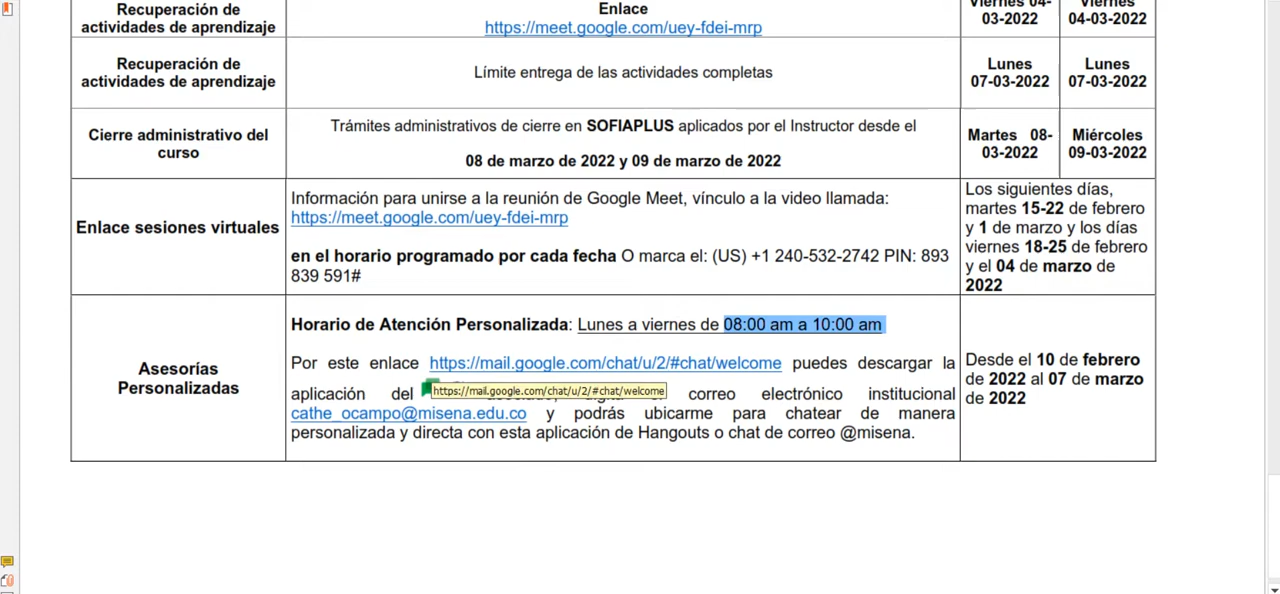 Recuperación de
actividades de aprendizaje
Enlace
https://meet.google.com/uey-fdei-mrp
Viernes 04-
03-2022
Viernes
04-03-2022
Recuperación de
actividades de aprendizaje
Límite entrega de las actividades completas
Lunes
07-03-2022
Lunes
07-03-2022
Cierre administrativo del
curso
Trámites administrativos de cierre en SOFIAPLUS aplicados por el Instructor desde el
08 de marzo de 2022 y 09 de marzo de 2022
Martes 08-
03-2022
Miércoles
09-03-2022
Enlace sesiones virtuales
Información para unirse a la reunión de Google Meet, vínculo a la video llamada:
https://meet.google.com/uey-fdei-mrp
en el horario programado por cada fecha O marca el: (US) +1 240-532-2742 PIN: 893
839 591#
Los siguientes días,
martes 15-22 de febrero
y 1 de marzo y los días
viernes 18-25 de febrero
y el 04 de marzo de
2022
Asesorías
Personalizadas
Horario de Atención Personalizada: Lunes a viernes de 08:00 am a 10:00 am
Por este enlace https://mail.google.com/chat/u/2/#chat/welcome puedes descargar la
https://mail.google.com/chat/u/2/#chat/welcome
aplicación del correo electrónico institucional
cathe_ocampo@misena.edu.co y podrás ubicarme para chatear de manera
personalizada y directa con esta aplicación de Hangouts o chat de correo @misena.
Desde el 10 de febrero
de 2022 al 07 de marzo
de 2022